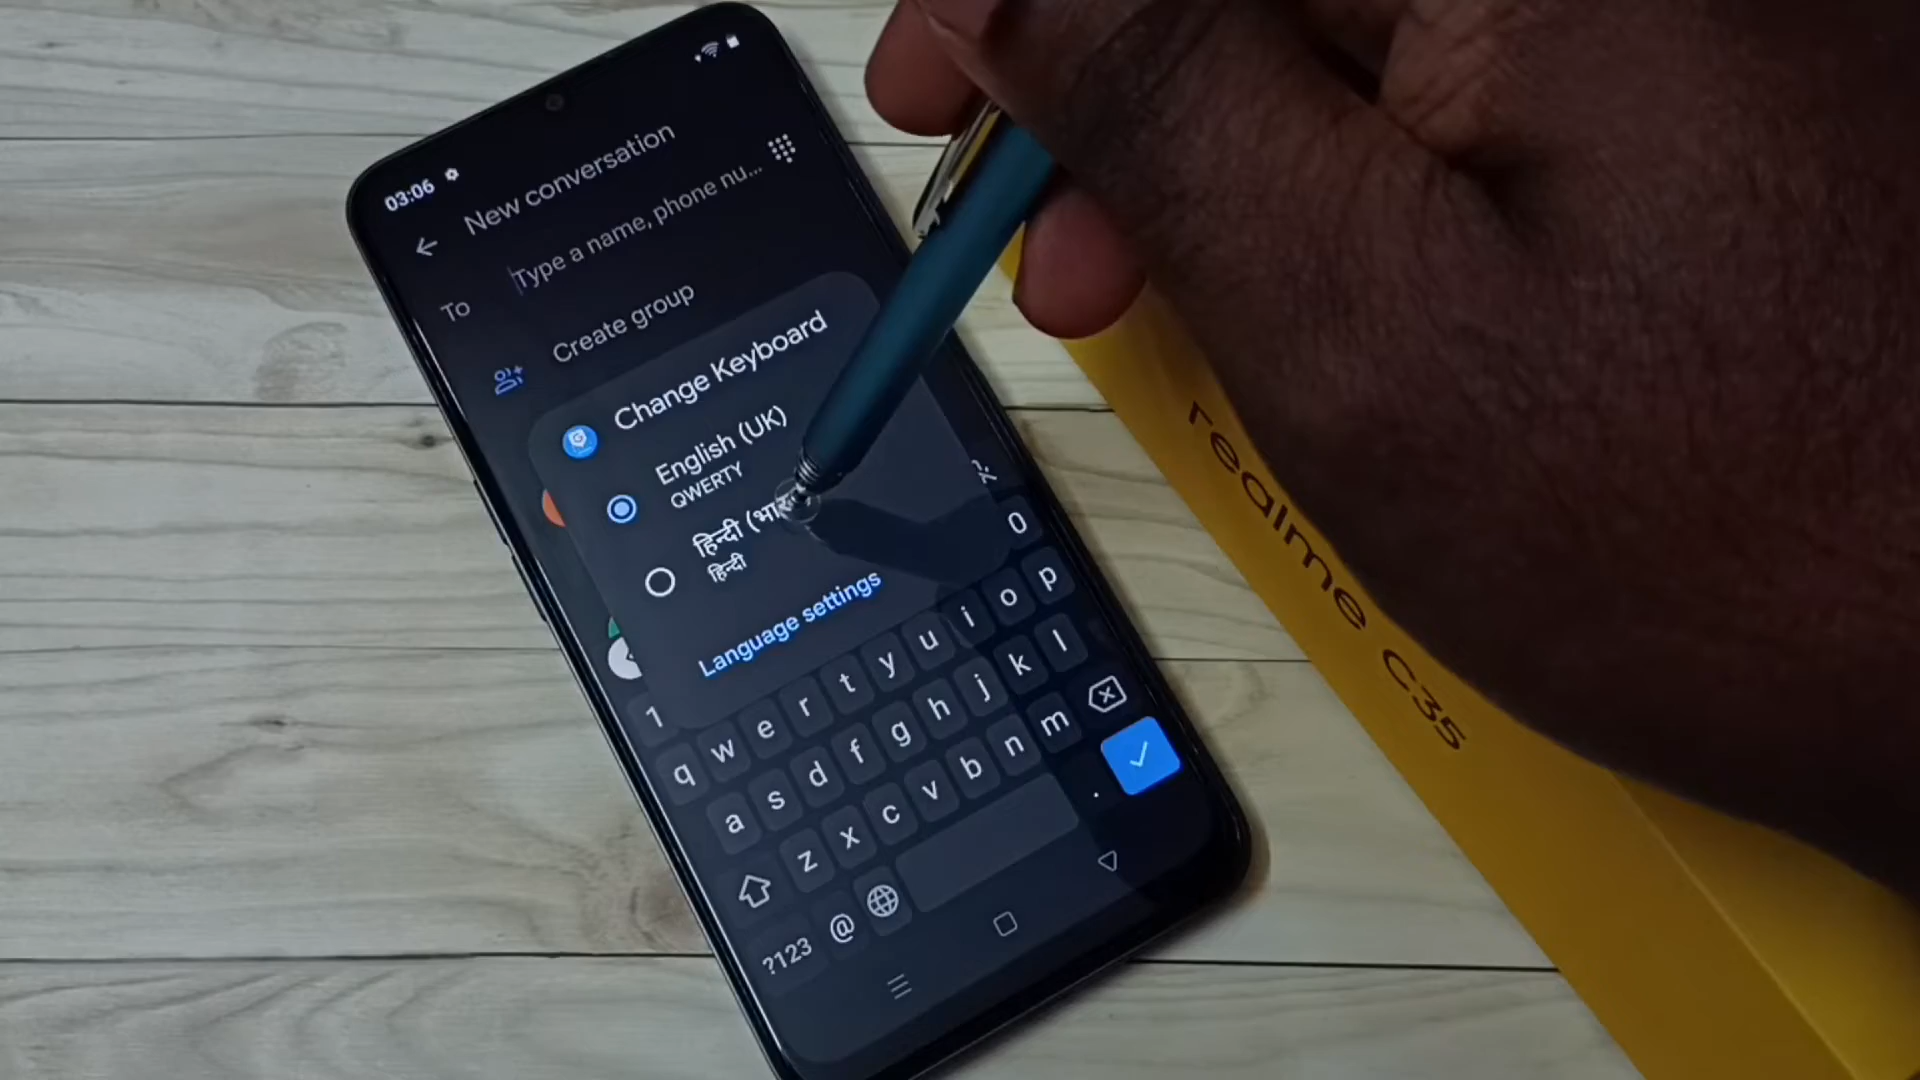 03:06
New conversation
To
Type a name, phone nu...
Create group
Change Keyboard
English (UK)
QWERTY
हिन्दी
हिन्दी
Language settings
1
0
q w e r t y u i o p
a s d f g h j k l
z x c v b n m
?123 @ .
realme C35